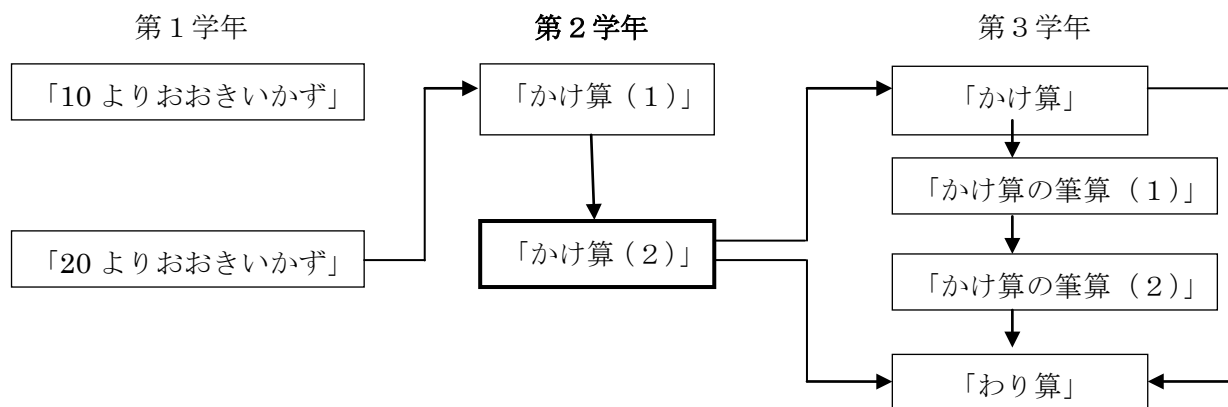 第１学年
第２学年
第３学年
「10 よりおおきいかず」
「かけ算（１）」
「かけ算」
「かけ算の筆算（１）」
「20 よりおおきいかず」
「かけ算（２）」
「かけ算の筆算（２）」
「わり算」